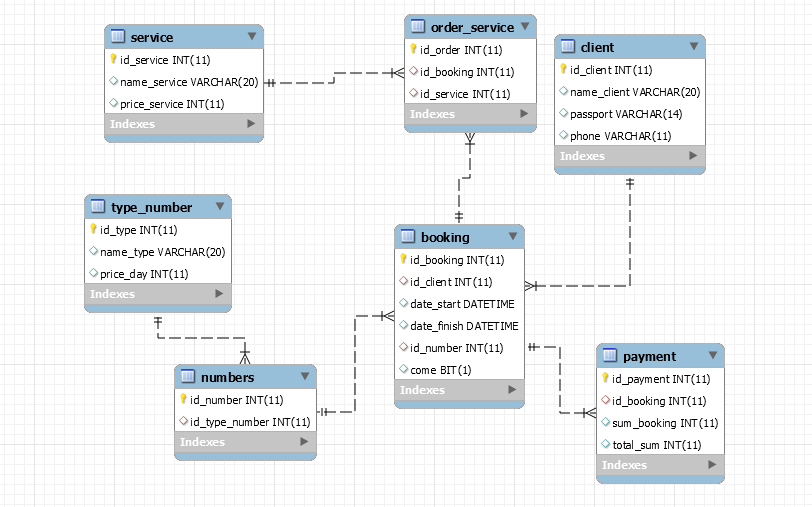 service
id_service INT(11)
name_service VARCHAR(20)
price_service INT(11)
Indexes
order_service
id_order INT(11)
id_booking INT(11)
id_service INT(11)
Indexes
client
id_client INT(11)
name_client VARCHAR(20)
passport VARCHAR(14)
phone VARCHAR(11)
Indexes
type_number
id_type INT(11)
name_type VARCHAR(20)
price_day INT(11)
Indexes
booking
id_booking INT(11)
id_client INT(11)
date_start DATETIME
date_finish DATETIME
id_number INT(11)
come BIT(1)
Indexes
numbers
id_number INT(11)
id_type_number INT(11)
Indexes
payment
id_payment INT(11)
id_booking INT(11)
sum_booking INT(11)
total_sum INT(11)
Indexes